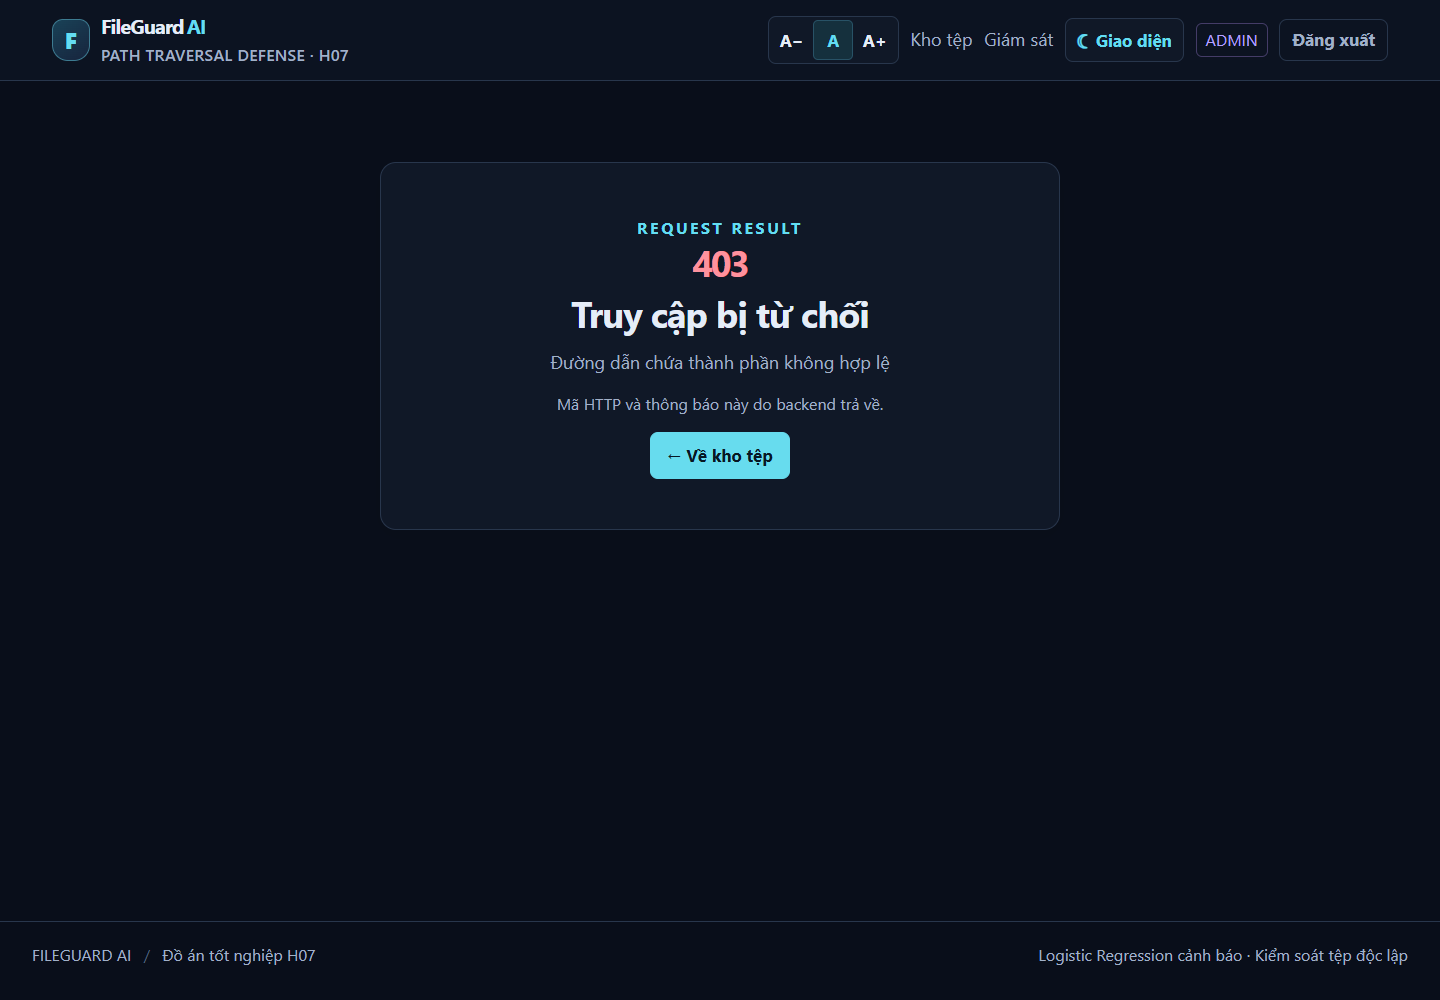 F
FileGuard AI
PATH TRAVERSAL DEFENSE · H07
A− A A+ Kho tệp Giám sát ☾ Giao diện ADMIN Đăng xuất
REQUEST RESULT
403
Truy cập bị từ chối
Đường dẫn chứa thành phần không hợp lệ
Mã HTTP và thông báo này do backend trả về.
← Về kho tệp
FILEGUARD AI / Đồ án tốt nghiệp H07
Logistic Regression cảnh báo · Kiểm soát tệp độc lập